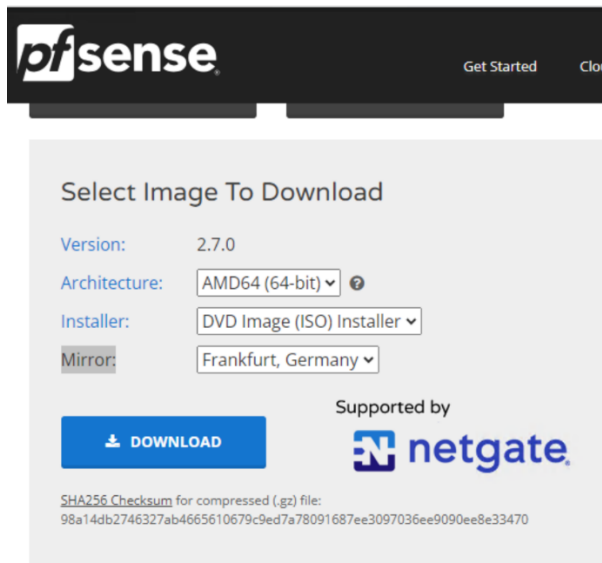 pfsense
Get Started Clo
Select Image To Download
Version: 2.7.0
Architecture: AMD64 (64-bit)
Installer: DVD Image (ISO) Installer
Mirror: Frankfurt, Germany
Supported by
DOWNLOAD
netgate
SHA256 Checksum for compressed (.gz) file:
98a14db2746327ab4665610679c9ed7a78091687ee3097036ee9090ee8e33470